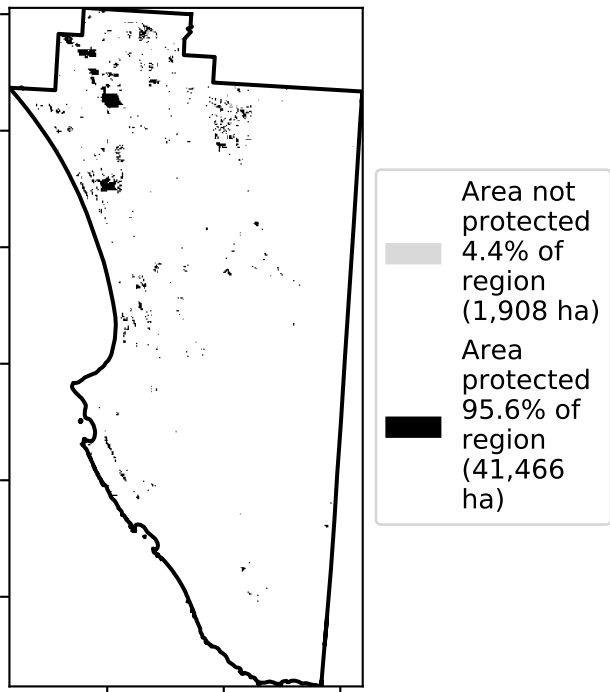 Area not
protected
4.4% of
region
(1,908 ha)
Area
protected
95.6% of
region
(41,466
ha)